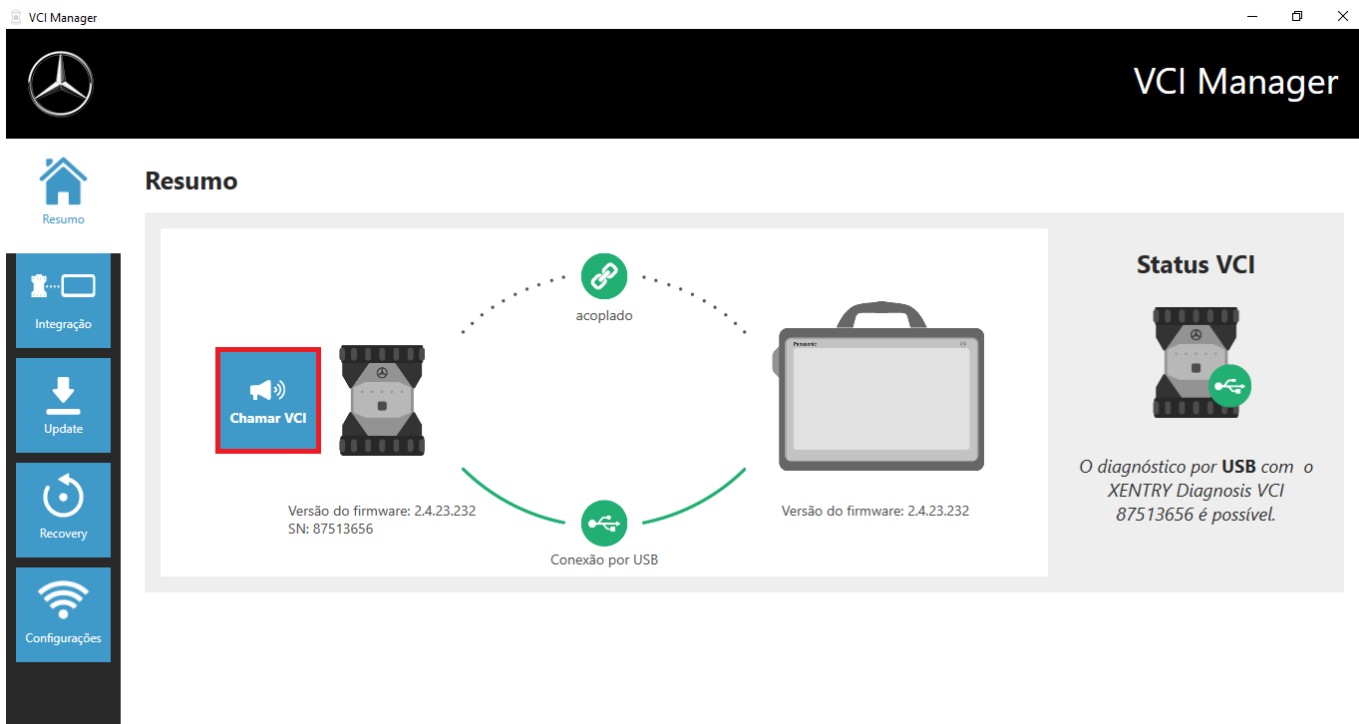 VCI Manager
VCI Manager
Resumo
Integração
Update
Recovery
Configurações
Resumo
acoplado
Chamar VCI
Versão do firmware: 2.4.23.232
SN: 87513656
Panasonic
Versão do firmware: 2.4.23.232
Conexão por USB
Status VCI
O diagnóstico por USB com o
XENTRY Diagnosis VCI
87513656 é possível.